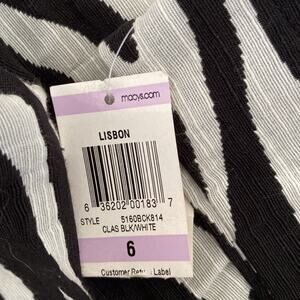 macys.com
LISBON
6 36202 00183 7
STYLE 5160BCK814
CLAS BLK/WHITE
6
Customer Return Label